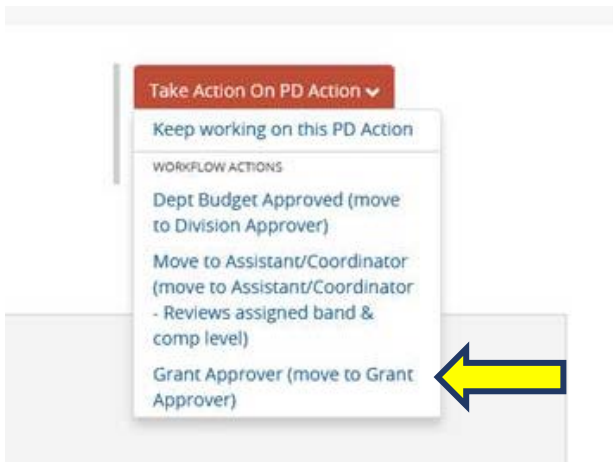 Take Action On PD Action
Keep working on this PD Action
WORKFLOW ACTIONS
Dept Budget Approved (move
to Division Approver)
Move to Assistant/Coordinator
(move to Assistant/Coordinator
- Reviews assigned band &
comp level)
Grant Approver (move to Grant
Approver)